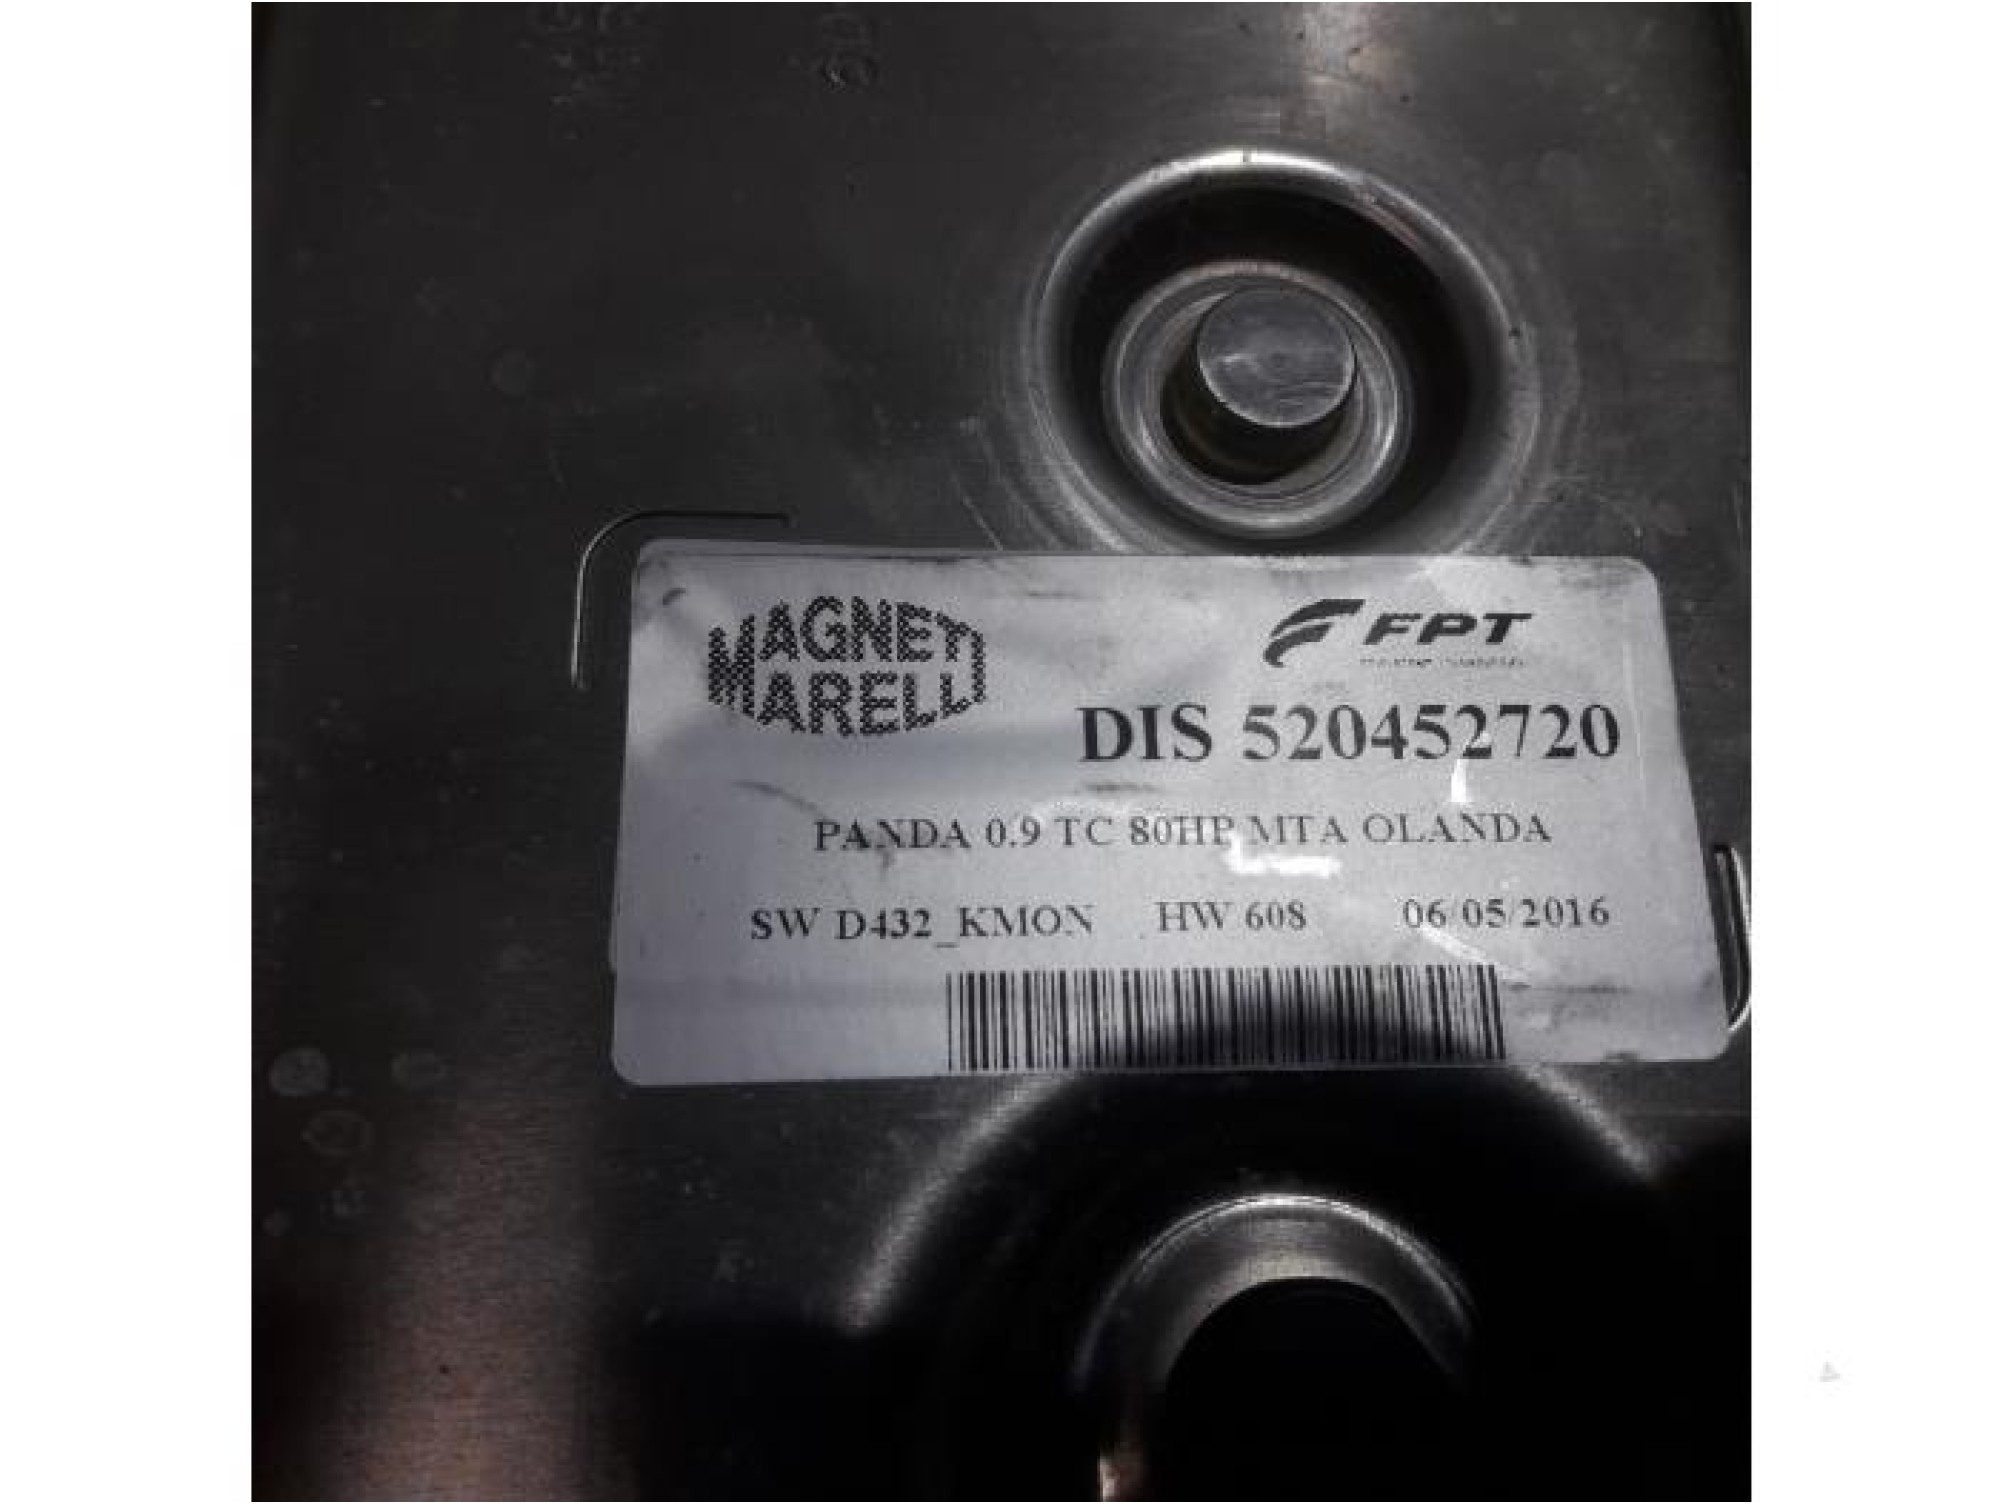 MAGNETI
MARELLI
FPT
DIS 520452720
PANDA 0.9 TC 80HP MTA OLANDA
SW D432_KMON HW 608 06/05/2016